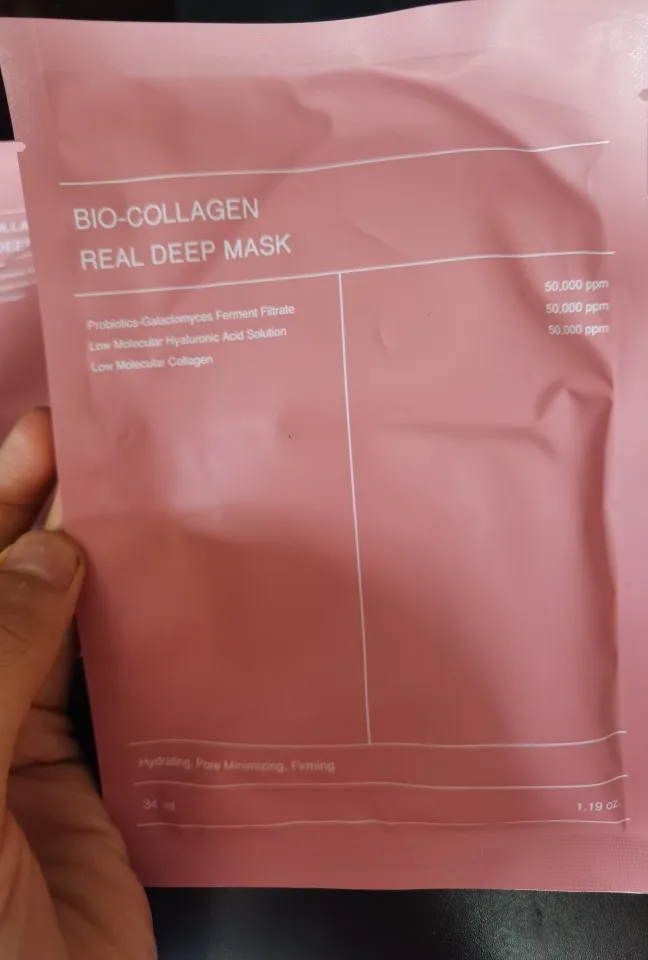 BIO-COLLAGEN
REAL DEEP MASK
Probiotics-Galactomyces Ferment Filtrate 50,000 ppm
Low Molecular Hyaluronic Acid Solution 50,000 ppm
Low Molecular Collagen 50,000 ppm
Hydrating, Pore Minimizing, Firming
34 ml 1.19 oz.